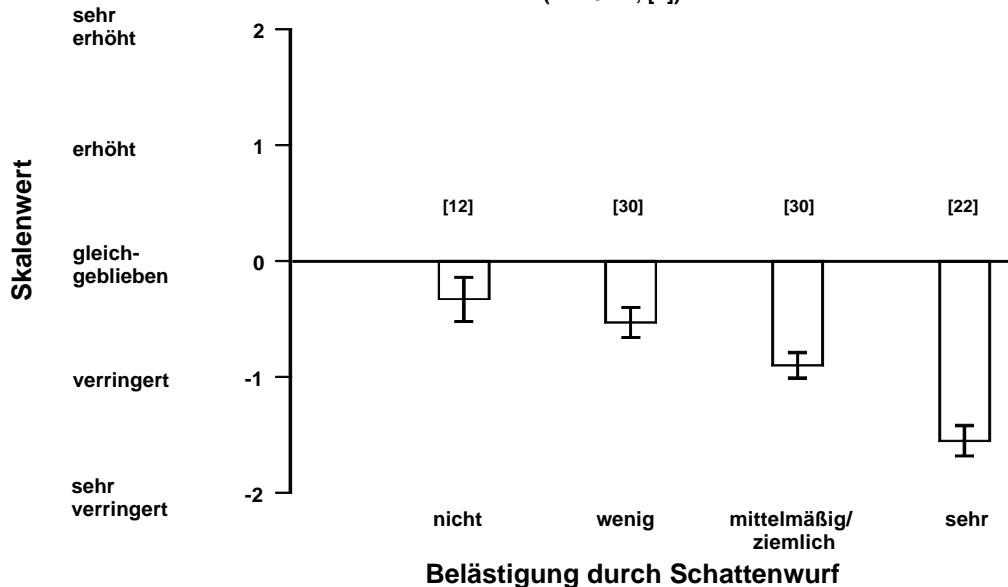 sehr
erhöht
2
erhöht
1
[12] [30] [30] [22]
Skalenwert
gleich-
geblieben
0
verringert
-1
sehr
verringert
-2
nicht wenig mittelmäßig/ sehr
ziemlich
Belästigung durch Schattenwurf